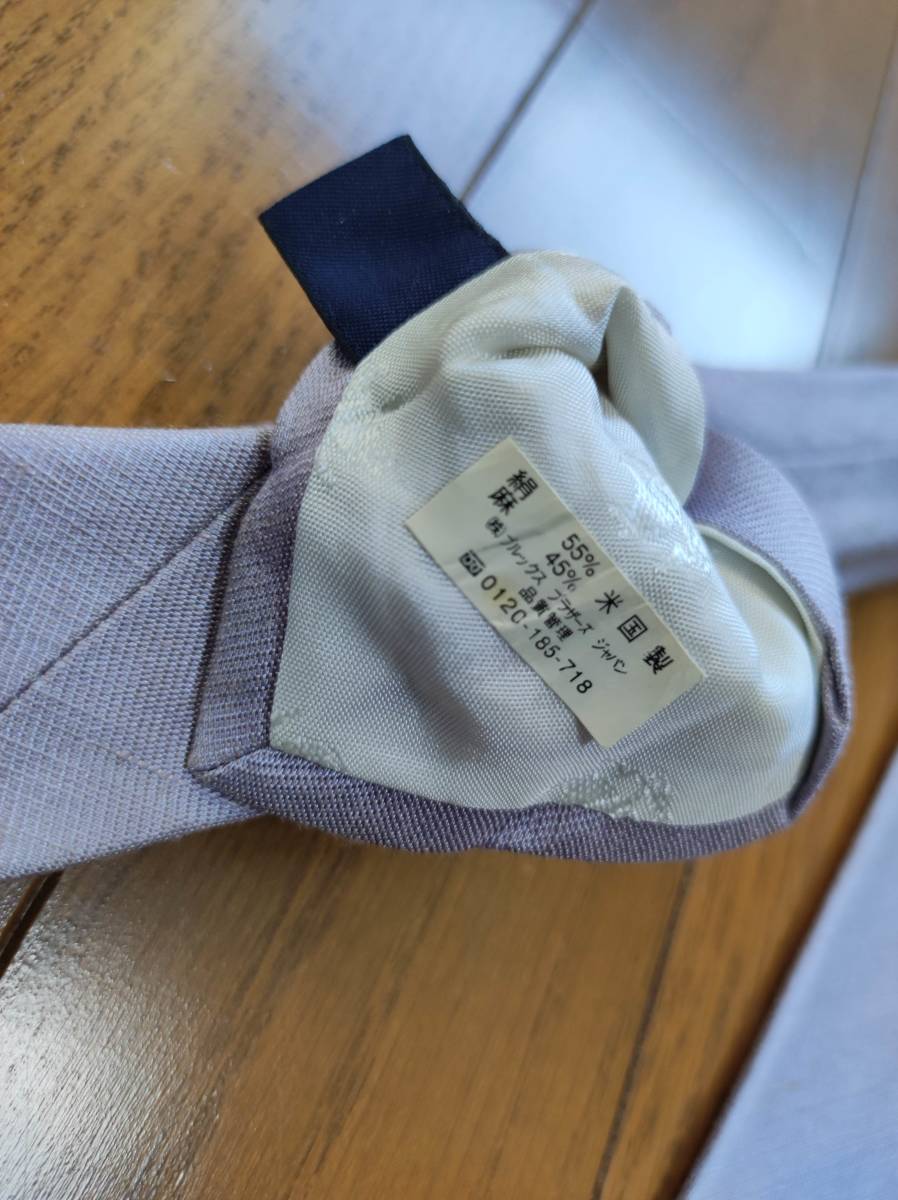 絹 55% 米国製
麻 45%
㈱ブルックス ブラザーズ ジャパン
品質管理
0120-185-718